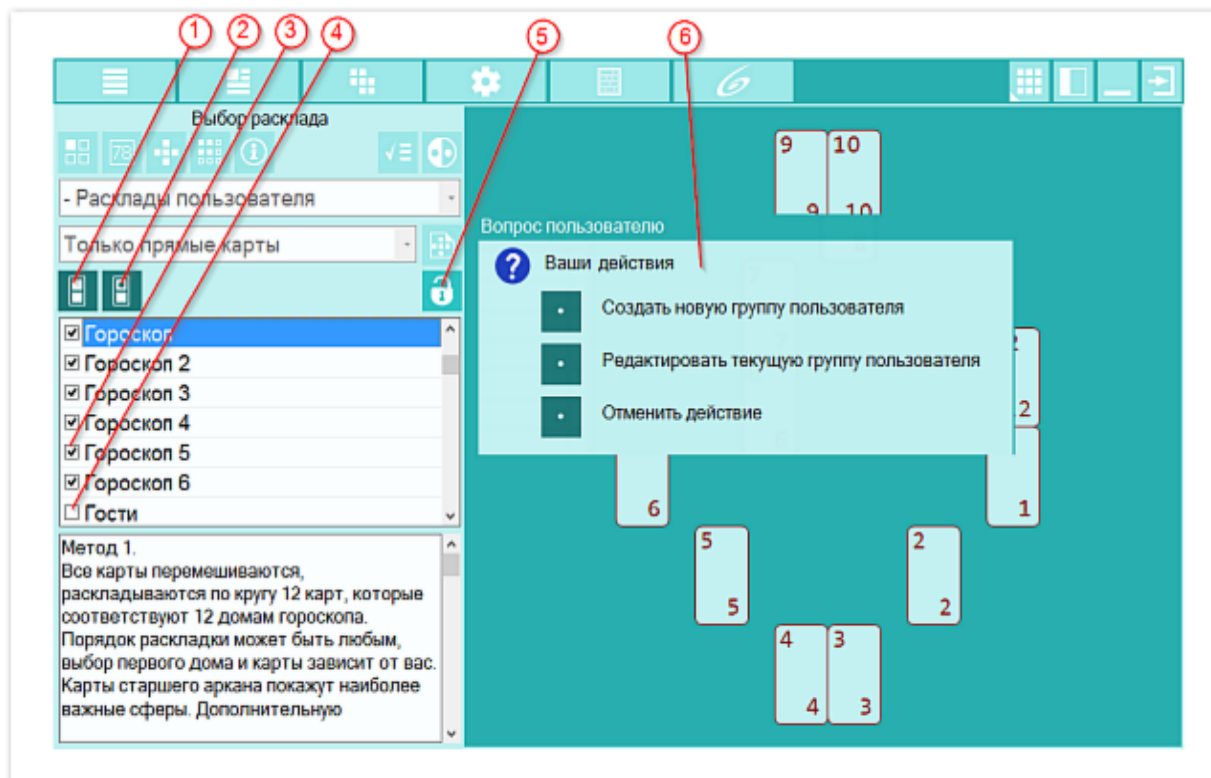 1 2 3 4 5 6
Выбор расклада
78
- Расклады пользователя
Только прямые карты
Гороскоп
Гороскоп 2
Гороскоп 3
Гороскоп 4
Гороскоп 5
Гороскоп 6
Гости
Метод 1.
Все карты перемешиваются,
раскладываются по кругу 12 карт, которые
соответствуют 12 домам гороскопа.
Порядок раскладки может быть любым,
выбор первого дома и карты зависит от вас.
Карты старшего аркана покажут наиболее
важные сферы. Дополнительную
9 10
9 10
Вопрос пользователю
Ваши действия
Создать новую группу пользователя
Редактировать текущую группу пользователя
Отменить действие
2
2
6 1
5 2
5 2
4 3
4 3